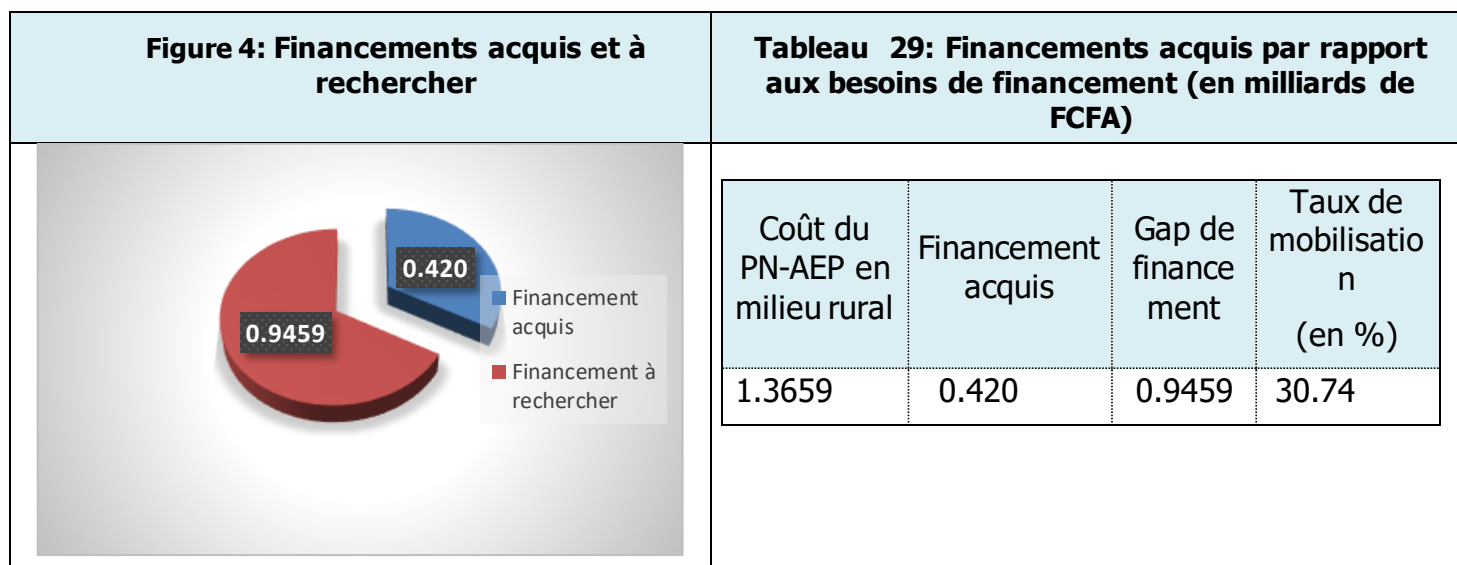 Figure 4: Financements acquis et à
rechercher
Tableau 29: Financements acquis par rapport
aux besoins de financement (en milliards de
FCFA)
0.420
0.9459
Financement
acquis
Financement à
rechercher
Coût du
PN-AEP en
milieu rural
Financement
acquis
Gap de
finance
ment
Taux de
mobilisatio
n
(en %)
1.3659
0.420
0.9459
30.74